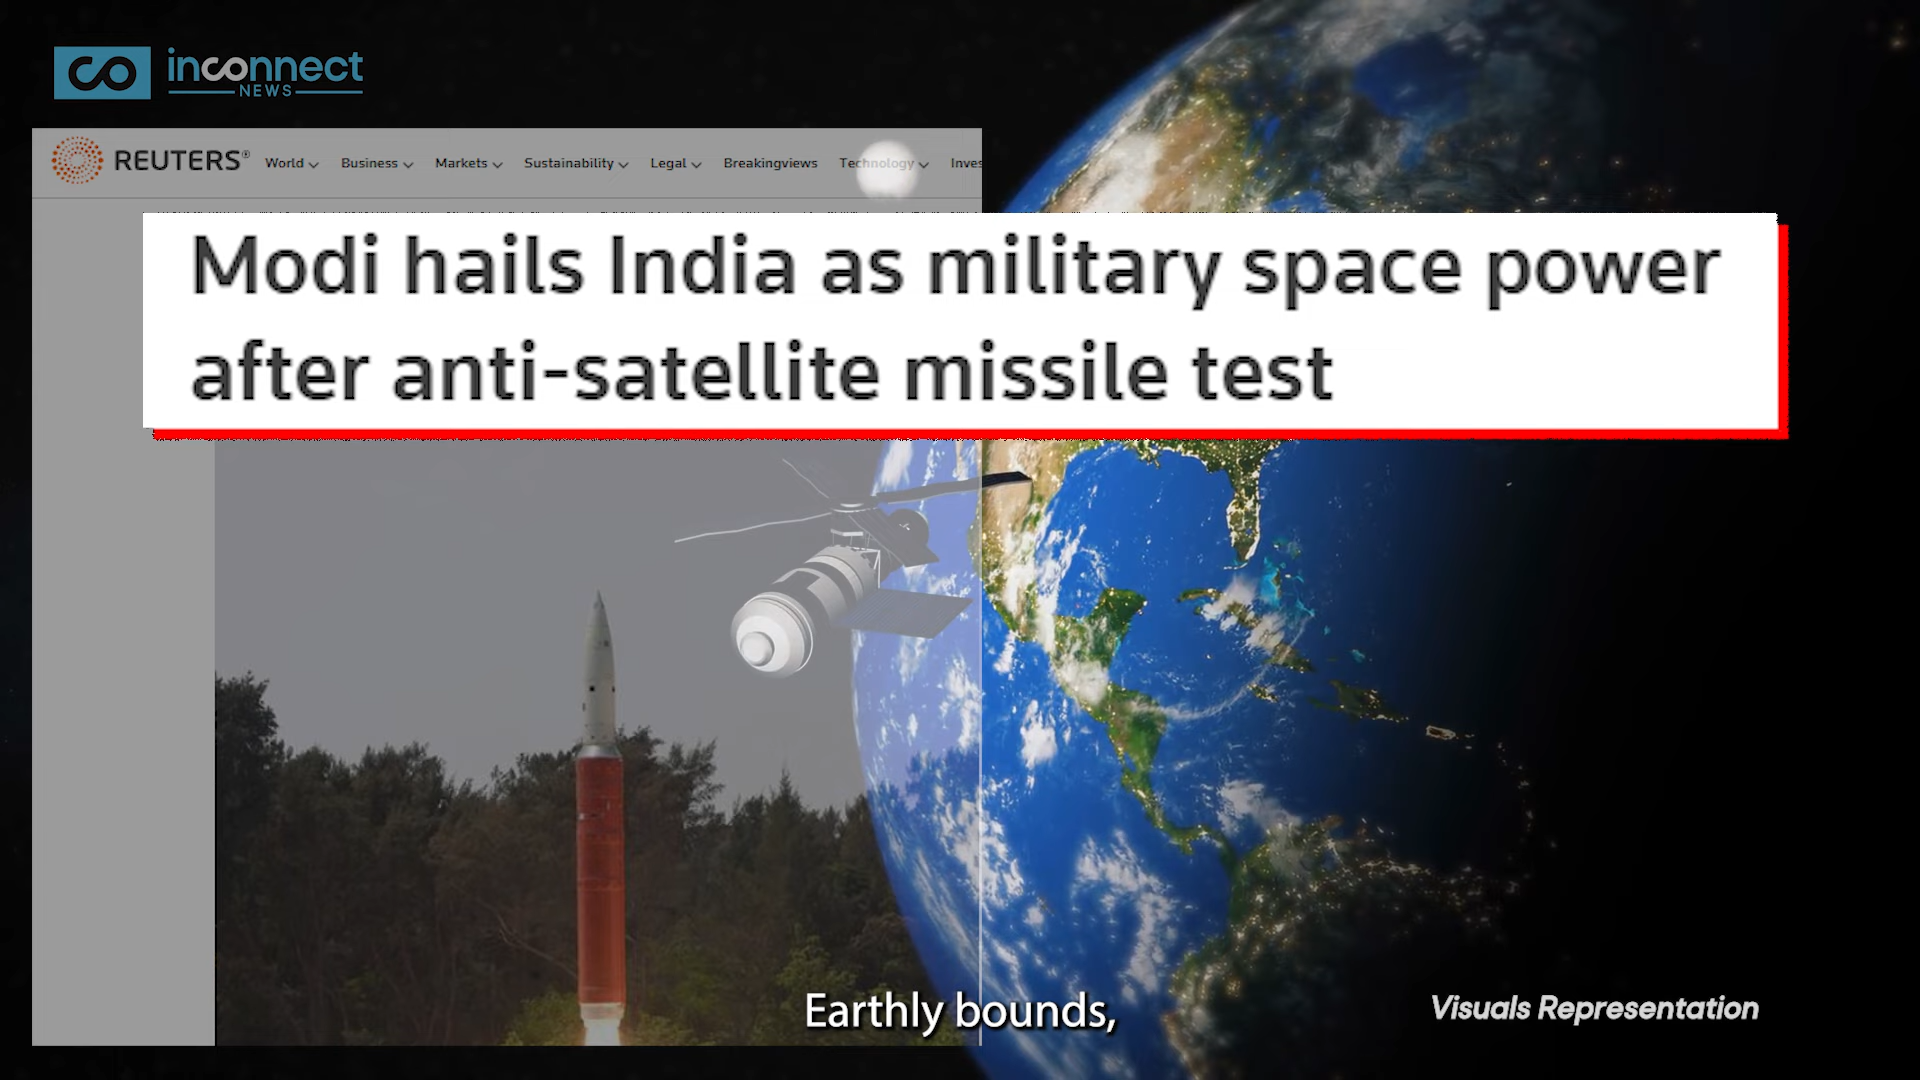 inconnect
NEWS
REUTERS®
World
Business
Markets
Sustainability
Legal
Breakingviews
Technology
Modi hails India as military space power
after anti-satellite missile test
Earthly bounds,
Visuals Representation